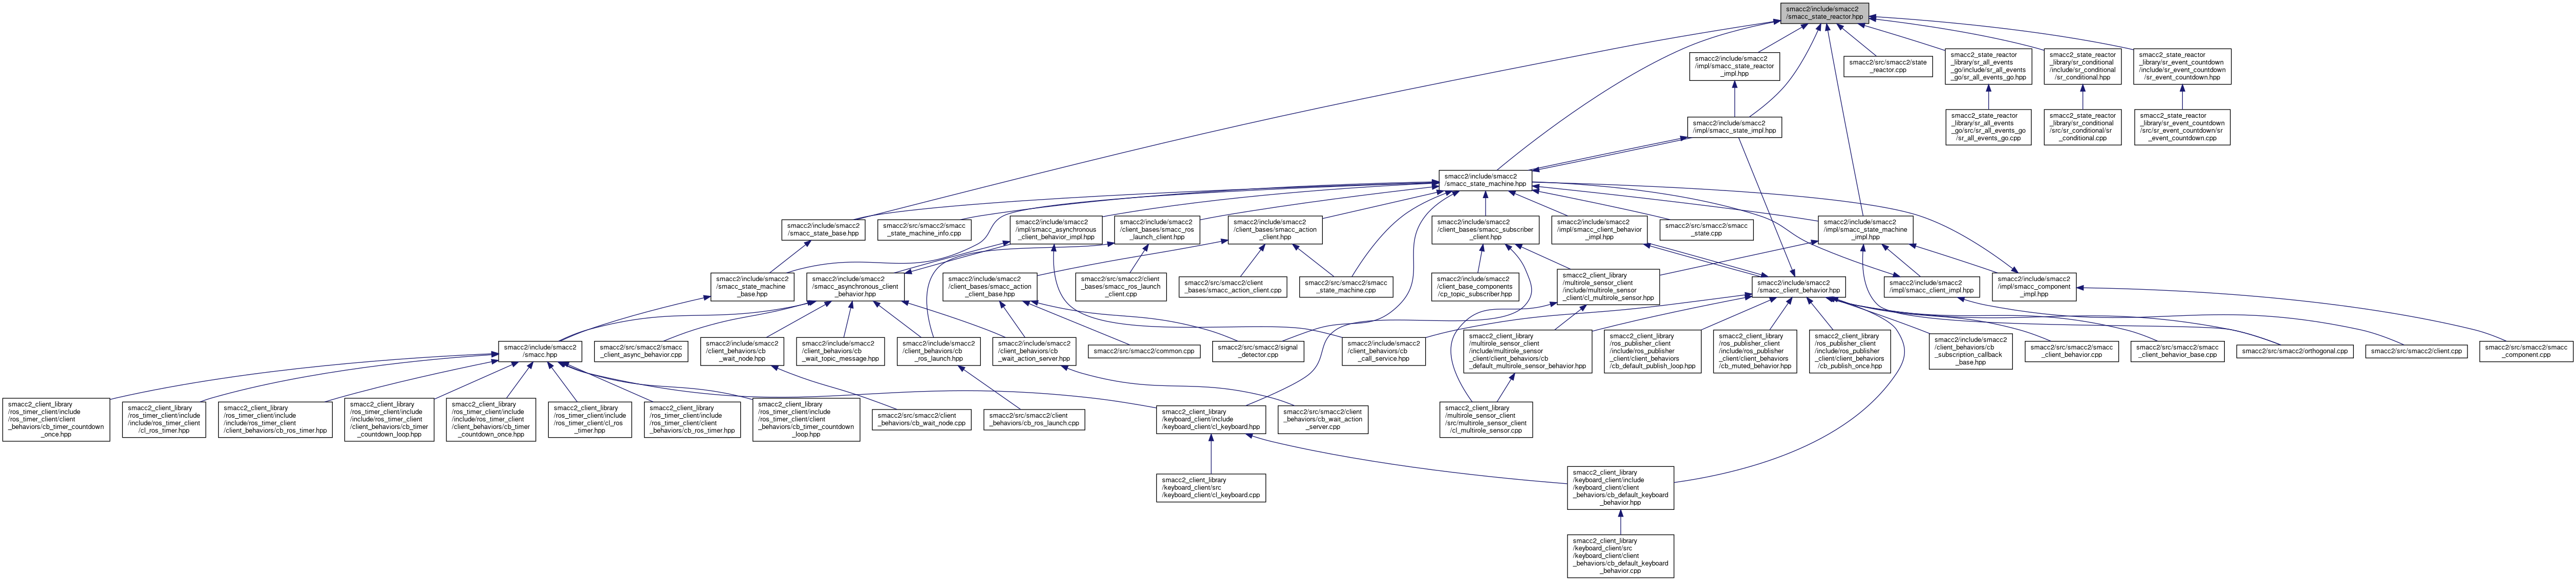 smacc2/include/smacc2
/smacc_state_reactor.hpp
smacc2/include/smacc2
/impl/smacc_state_reactor
_impl.hpp
smacc2/src/smacc2/state
_reactor.cpp
smacc2_state_reactor
_library/sr_all_events
_go/include/sr_all_events
_go/sr_all_events_go.hpp
smacc2_state_reactor
_library/sr_conditional
/include/sr_conditional
/sr_conditional.hpp
smacc2_state_reactor
_library/sr_event_countdown
/include/sr_event_countdown
/sr_event_countdown.hpp
smacc2/include/smacc2
/impl/smacc_state_impl.hpp
smacc2_state_reactor
_library/sr_all_events
_go/src/sr_all_events_go
/sr_all_events_go.cpp
smacc2_state_reactor
_library/sr_conditional
/src/sr_conditional/sr
_conditional.cpp
smacc2_state_reactor
_library/sr_event_countdown
/src/sr_event_countdown/sr
_event_countdown.cpp
smacc2/include/smacc2
/smacc_state_machine.hpp
smacc2/include/smacc2
/smacc_state_base.hpp
smacc2/src/smacc2/smacc
_state_machine_info.cpp
smacc2/include/smacc2
/impl/smacc_asynchronous
_client_behavior_impl.hpp
smacc2/include/smacc2
/client_bases/smacc_ros
_launch_client.hpp
smacc2/include/smacc2
/client_bases/smacc_action
_client.hpp
smacc2/include/smacc2
/client_bases/smacc_subscriber
_client.hpp
smacc2/include/smacc2
/impl/smacc_client_behavior
_impl.hpp
smacc2/src/smacc2/smacc
_state.cpp
smacc2/include/smacc2
/impl/smacc_state_machine
_impl.hpp
smacc2/include/smacc2
/smacc_state_machine
_base.hpp
smacc2/include/smacc2
/smacc_asynchronous_client
_behavior.hpp
smacc2/include/smacc2
/client_bases/smacc_action
_client_base.hpp
smacc2/src/smacc2/client
_bases/smacc_ros_launch
_client.cpp
smacc2/src/smacc2/client
_bases/smacc_action_client.cpp
smacc2/src/smacc2/smacc
_state_machine.cpp
smacc2/include/smacc2
/client_base_components
/cp_topic_subscriber.hpp
smacc2_client_library
/multirole_sensor_client
/include/multirole_sensor
_client/cl_multirole_sensor.hpp
smacc2/include/smacc2
/smacc_client_behavior.hpp
smacc2/include/smacc2
/impl/smacc_client_impl.hpp
smacc2/include/smacc2
/impl/smacc_component
_impl.hpp
smacc2/include/smacc2
/smacc.hpp
smacc2/src/smacc2/smacc
_client_async_behavior.cpp
smacc2/include/smacc2
/client_behaviors/cb
_wait_node.hpp
smacc2/include/smacc2
/client_behaviors/cb
_wait_topic_message.hpp
smacc2/include/smacc2
/client_behaviors/cb
_ros_launch.hpp
smacc2/include/smacc2
/client_behaviors/cb
_wait_action_server.hpp
smacc2/src/smacc2/common.cpp
smacc2/src/smacc2/signal
_detector.cpp
smacc2/include/smacc2
/client_behaviors/cb
_call_service.hpp
smacc2_client_library
/multirole_sensor_client
/include/multirole_sensor
_client/client_behaviors/cb
_default_multirole_sensor_behavior.hpp
smacc2_client_library
/ros_publisher_client
/include/ros_publisher
_client/client_behaviors
/cb_default_publish_loop.hpp
smacc2_client_library
/ros_publisher_client
/include/ros_publisher
_client/client_behaviors
/cb_muted_behavior.hpp
smacc2_client_library
/ros_publisher_client
/include/ros_publisher
_client/client_behaviors
/cb_publish_once.hpp
smacc2/include/smacc2
/client_behaviors/cb
_subscription_callback
_base.hpp
smacc2/src/smacc2/smacc
_client_behavior.cpp
smacc2/src/smacc2/smacc
_client_behavior_base.cpp
smacc2/src/smacc2/orthogonal.cpp
smacc2/src/smacc2/client.cpp
smacc2/src/smacc2/smacc
_component.cpp
smacc2_client_library
/ros_timer_client/include
/ros_timer_client/client
_behaviors/cb_timer_countdown
_once.hpp
smacc2_client_library
/ros_timer_client/include
/include/ros_timer_client
/cl_ros_timer.hpp
smacc2_client_library
/ros_timer_client/include
/include/ros_timer_client
/client_behaviors/cb_ros_timer.hpp
smacc2_client_library
/ros_timer_client/include
/include/ros_timer_client
/client_behaviors/cb_timer
_countdown_loop.hpp
smacc2_client_library
/ros_timer_client/include
/include/ros_timer_client
/client_behaviors/cb_timer
_countdown_once.hpp
smacc2_client_library
/ros_timer_client/include
/ros_timer_client/cl_ros
_timer.hpp
smacc2_client_library
/ros_timer_client/include
/ros_timer_client/client
_behaviors/cb_ros_timer.hpp
smacc2_client_library
/ros_timer_client/include
/ros_timer_client/client
_behaviors/cb_timer_countdown
_loop.hpp
smacc2/src/smacc2/client
_behaviors/cb_wait_node.cpp
smacc2/src/smacc2/client
_behaviors/cb_ros_launch.cpp
smacc2_client_library
/keyboard_client/include
/keyboard_client/cl_keyboard.hpp
smacc2/src/smacc2/client
_behaviors/cb_wait_action
_server.cpp
smacc2_client_library
/multirole_sensor_client
/src/multirole_sensor_client
/cl_multirole_sensor.cpp
smacc2_client_library
/keyboard_client/src
/keyboard_client/cl_keyboard.cpp
smacc2_client_library
/keyboard_client/include
/keyboard_client/client
_behaviors/cb_default_keyboard
_behavior.hpp
smacc2_client_library
/keyboard_client/src
/keyboard_client/client
_behaviors/cb_default_keyboard
_behavior.cpp